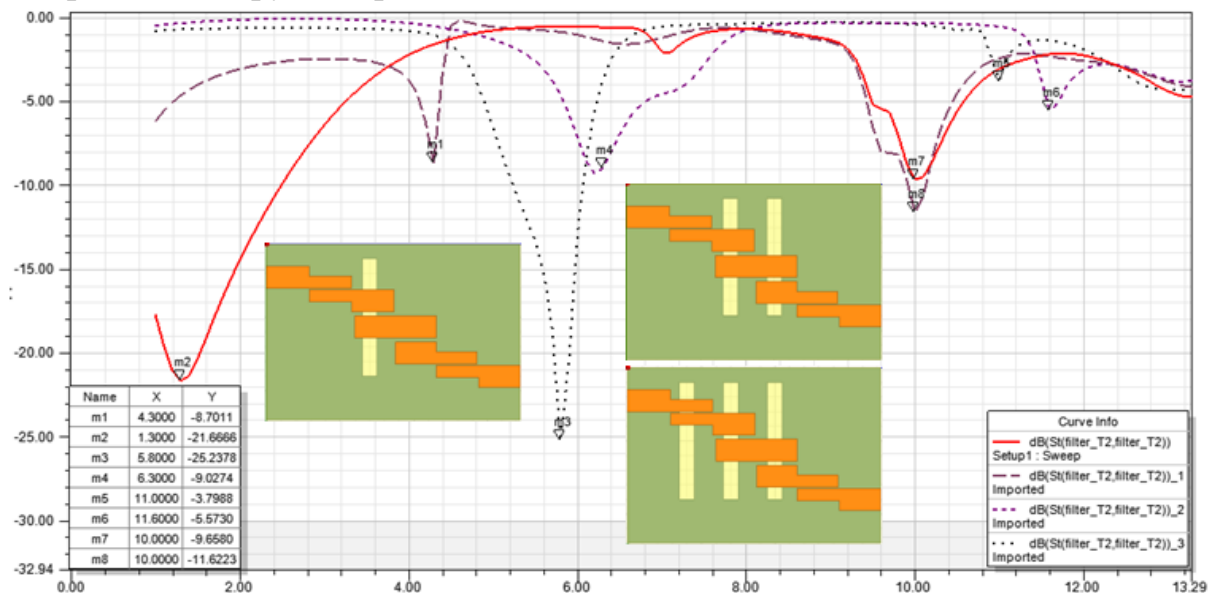 0.00
-5.00
-10.00
-15.00
-20.00
-25.00
-30.00
-32.94
0.00 2.00 4.00 6.00 8.00 10.00 12.00 13.29
m2
m3
m4
m6
m7
m8
Name X Y
m1 4.3000 -8.7011
m2 1.3000 -21.6666
m3 5.8000 -25.2378
m4 6.3000 -9.0274
m5 11.0000 -3.7988
m6 11.6000 -5.5730
m7 10.0000 -9.6580
m8 10.0000 -11.6223
Curve Info
dB(St(filter_T2,filter_T2))
Setup1 : Sweep
dB(St(filter_T2,filter_T2))_1
Imported
dB(St(filter_T2,filter_T2))_2
Imported
dB(St(filter_T2,filter_T2))_3
Imported